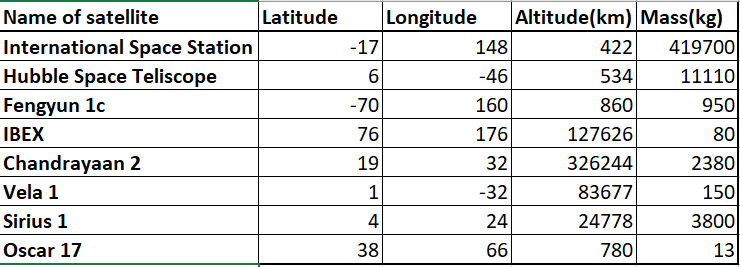 Name of satellite Latitude Longitude Altitude(km) Mass(kg)
International Space Station -17 148 422 419700
Hubble Space Teliscope 6 -46 534 11110
Fengyun 1c -70 160 860 950
IBEX 76 176 127626 80
Chandrayaan 2 19 32 326244 2380
Vela 1 1 -32 83677 150
Sirius 1 4 24 24778 3800
Oscar 17 38 66 780 13